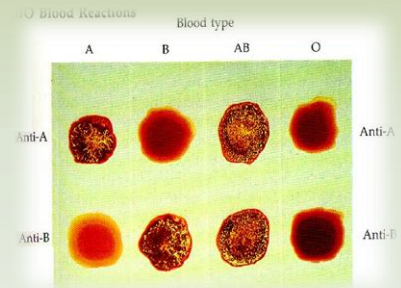 O Blood Reactions
Blood type
A B AB O
Anti-A Anti-A
Anti-B Anti-B